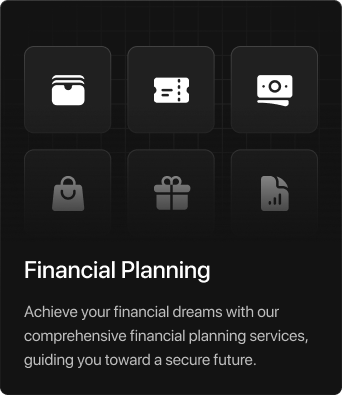 Financial Planning
Achieve your financial dreams with our
comprehensive financial planning services,
guiding you toward a secure future.